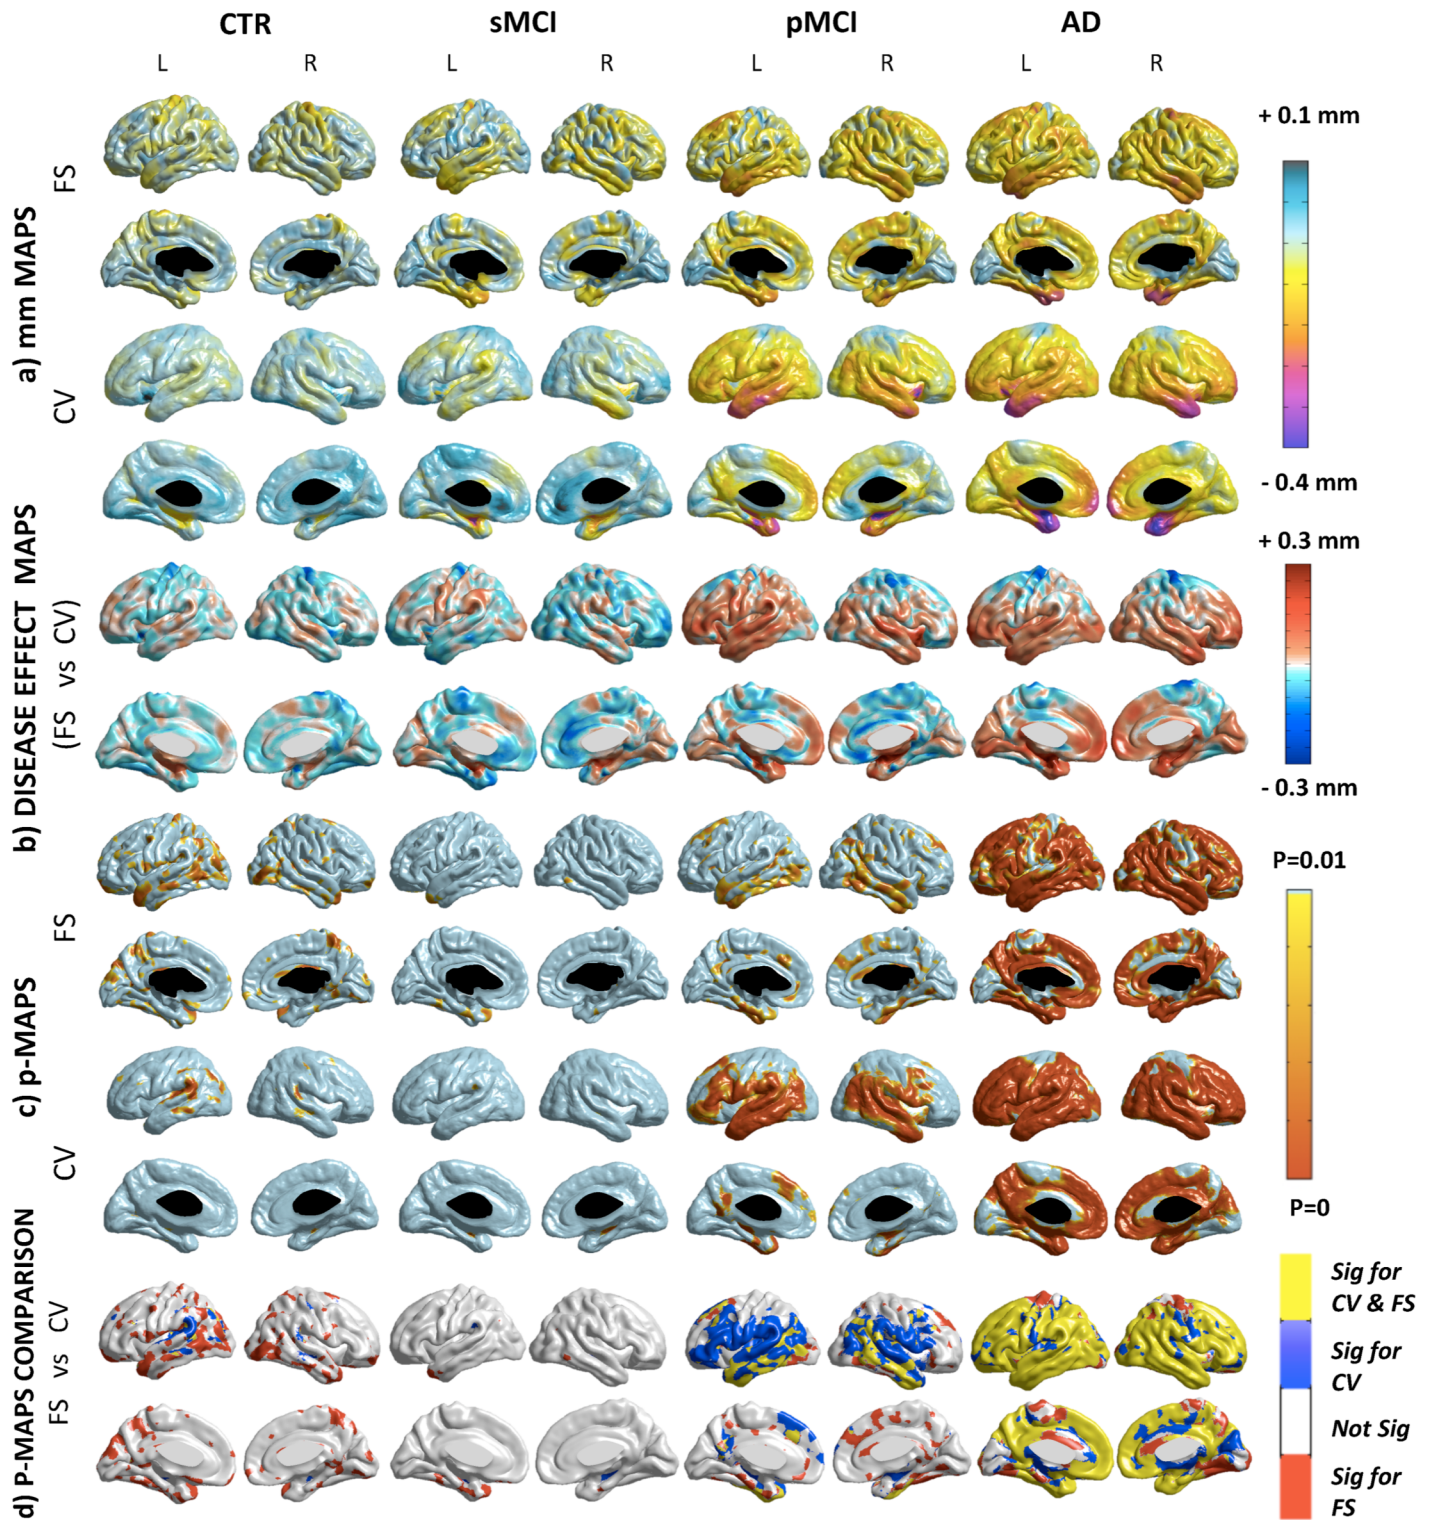 CTR sMCI pMCI AD
L R L R L R L R
a) mm MAPS
FS
CV
+ 0.1 mm
- 0.4 mm
b) DISEASE EFFECT MAPS
(FS vs CV)
+ 0.3 mm
- 0.3 mm
c) p-MAPS
FS
CV
P=0.01
P=0
d) P-MAPS COMPARISON
FS vs CV
Sig for
CV & FS
Sig for
CV
Not Sig
Sig for
FS